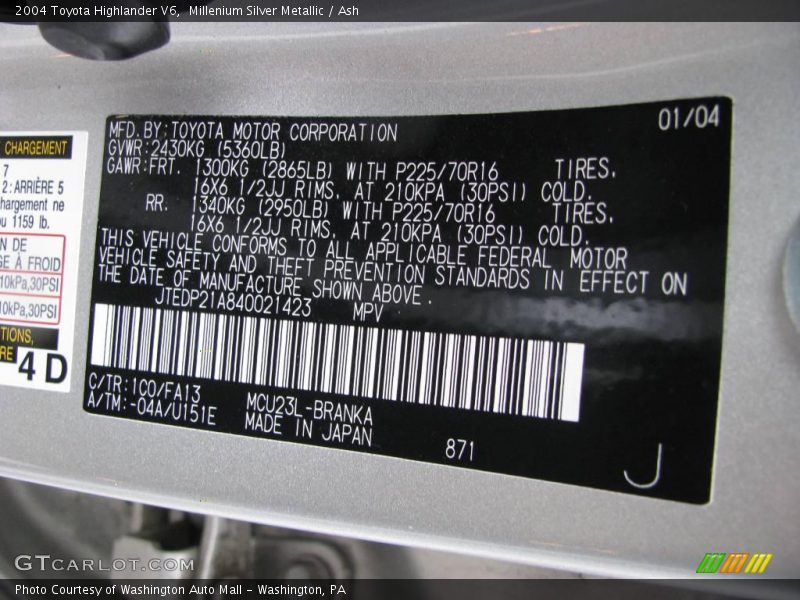 2004 Toyota Highlander V6,  Millenium Silver Metallic / Ash
CHARGEMENT
7
2: ARRIÈRE 5
chargement ne
ou 1159 lb.
N DE
GE À FROID
10kPa,30PSI
10kPa,30PSI
TIONS,
RE
4 D
01/04
MFD. BY: TOYOTA MOTOR CORPORATION
GVWR: 2430KG (5360LB)
GAWR: FRT. 1300KG (2865LB) WITH P225/70R16 TIRES,
16X6 1/2JJ RIMS, AT 210KPA (30PSI) COLD.
RR. 1340KG (2950LB) WITH P225/70R16 TIRES,
16X6 1/2JJ RIMS, AT 210KPA (30PSI) COLD.
THIS VEHICLE CONFORMS TO ALL APPLICABLE FEDERAL MOTOR
VEHICLE SAFETY AND THEFT PREVENTION STANDARDS IN EFFECT ON
THE DATE OF MANUFACTURE SHOWN ABOVE.
JTEDP21A840021423 MPV
C/TR: 1C0/FA13 MCU23L-BRANKA
A/TM: -04A/U151E MADE IN JAPAN 871
J
GTCARLOT.COM
Photo Courtesy of Washington Auto Mall - Washington, PA